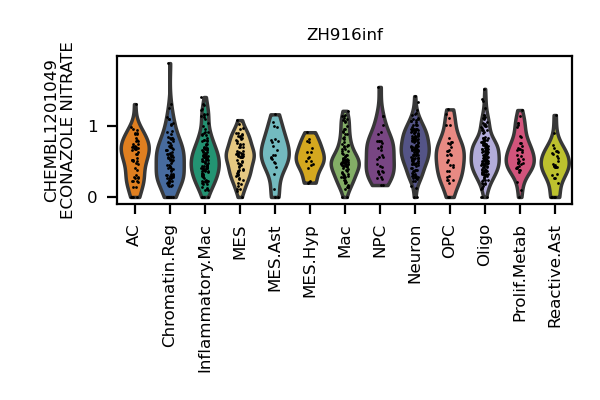 ZH916inf
CHEMBL1201049
ECONAZOLE NITRATE
1
0
AC
Chromatin.Reg
Inflammatory.Mac
MES
MES.Ast
MES.Hyp
Mac
NPC
Neuron
OPC
Oligo
Prolif.Metab
Reactive.Ast